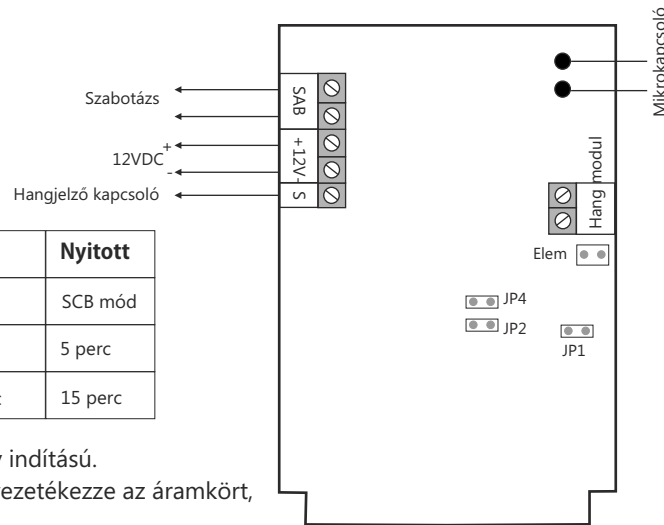 Mikrokapcsoló
Szabotázs
SAB
12VDC
+
-
+12V-
Hangjelző kapcsoló
S
Hang modul
Elem
JP4
JP2
JP1
Nyitott
SCB mód
5 perc
15 perc
indítású.
vezetékezze az áramkört,